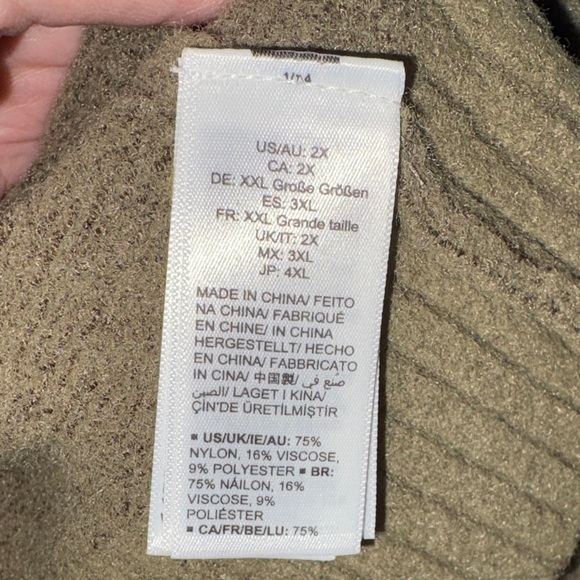 US/AU: 2X
CA: 2X
DE: XXL Große Größen
ES: 3XL
FR: XXL Grande taille
UK/IT: 2X
MX: 3XL
JP: 4XL
MADE IN CHINA/ FEITO
NA CHINA/ FABRIQUÉ
EN CHINE/ IN CHINA
HERGESTELLT/ HECHO
EN CHINA/ FABBRICATO
IN CINA/ 中国製/ صُنع في
الصين/ LAGET I KINA/
ÇİN'DE ÜRETİLMİŞTİR
▪ US/UK/IE/AU: 75%
NYLON, 16% VISCOSE,
9% POLYESTER ▪ BR:
75% NÁILON, 16%
VISCOSE, 9%
POLIÉSTER
▪ CA/FR/BE/LU: 75%